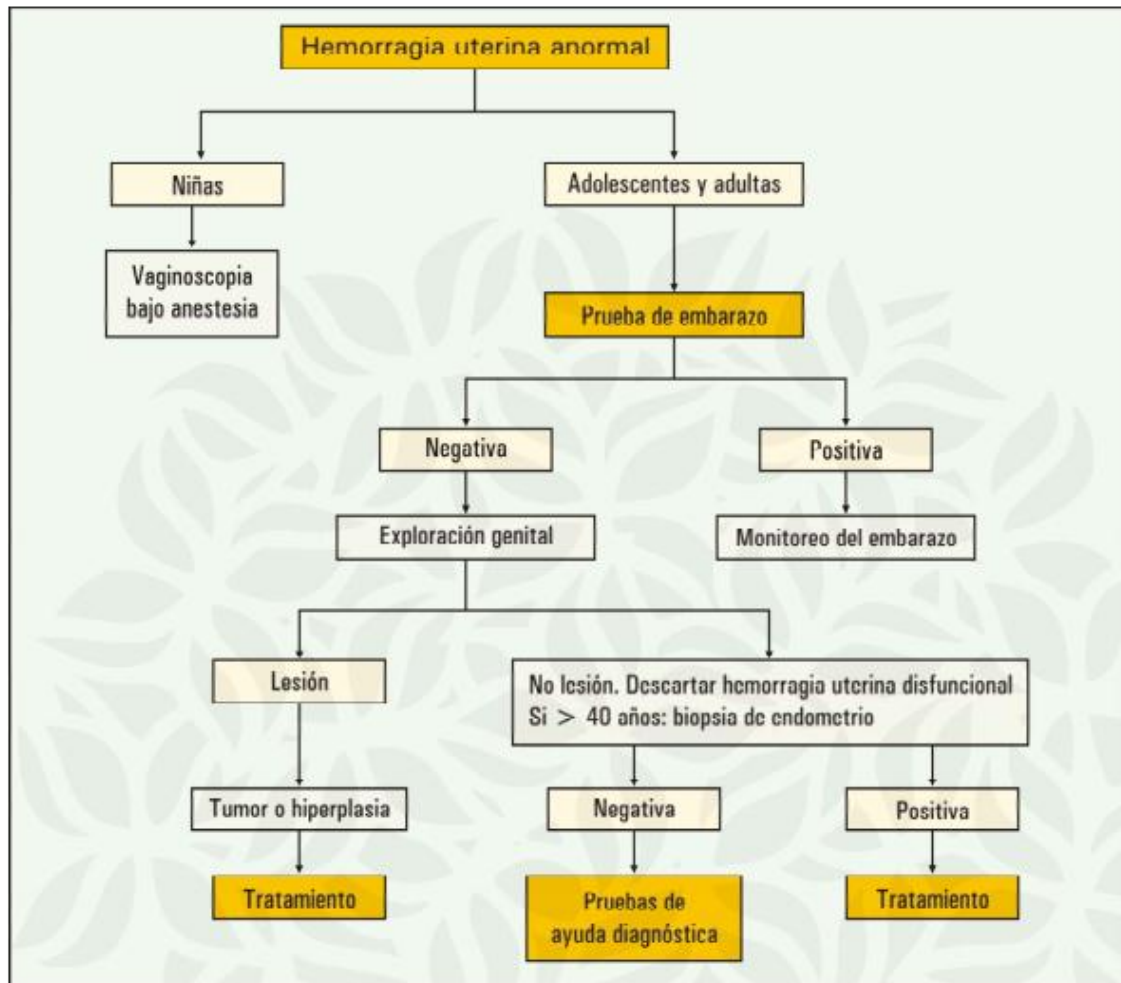 Hemorragia uterina anormal
Niñas
Adolescentes y adultas
Vaginoscopia
bajo anestesia
Prueba de embarazo
Negativa
Positiva
Exploración genital
Monitoreo del embarazo
Lesión
No lesión. Descartar hemorragia uterina disfuncional
Si > 40 años: biopsia de endometrio
Tumor o hiperplasia
Negativa
Positiva
Tratamiento
Pruebas de
ayuda diagnóstica
Tratamiento